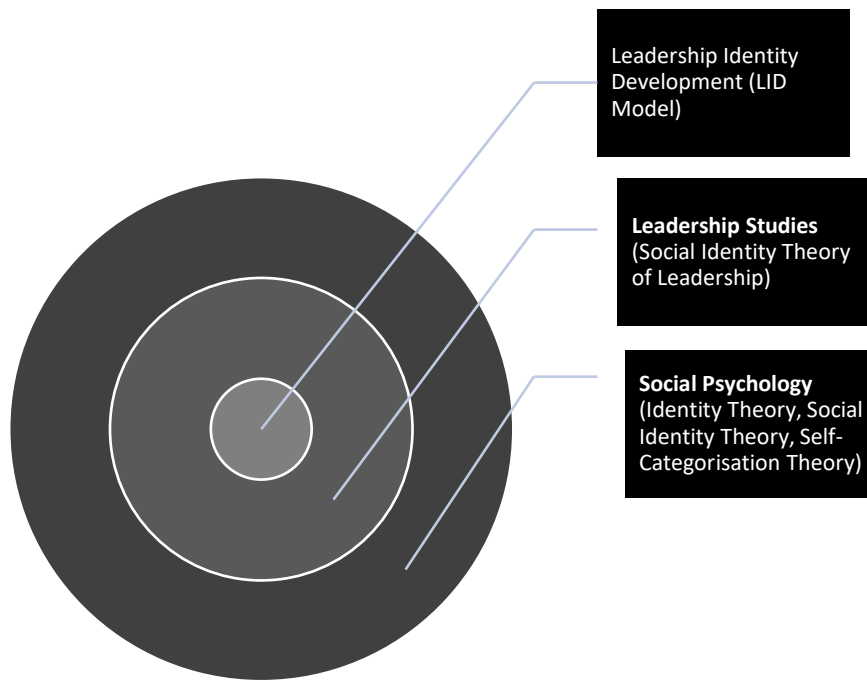 Leadership Identity
Development (LID
Model)
Leadership Studies
(Social Identity Theory
of Leadership)
Social Psychology
(Identity Theory, Social
Identity Theory, Self-
Categorisation Theory)